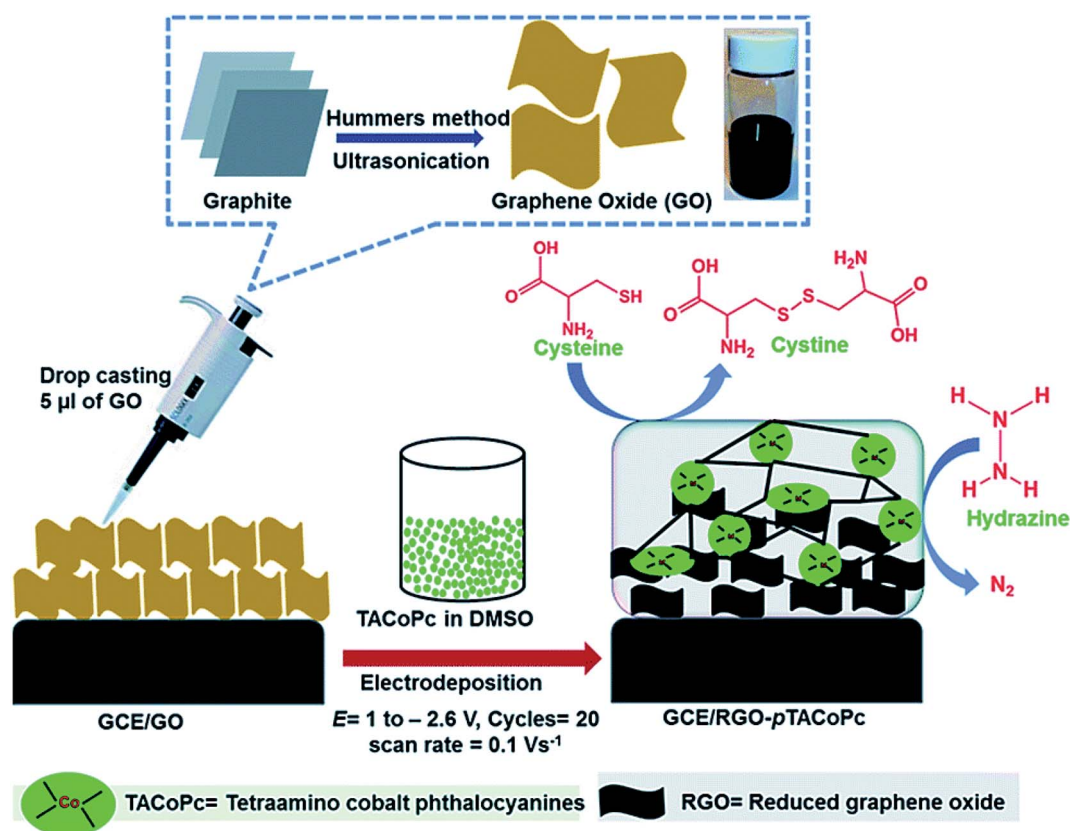 Graphite
Hummers method
Ultrasonication
Graphene Oxide (GO)
Drop casting
5 µl of GO
OH
O
SH
NH₂
Cysteine
OH
O
NH₂
S
S
H₂N
O
OH
Cystine
H
H
N
N
H
H
Hydrazine
N₂
TACoPc in DMSO
Electrodeposition
E= 1 to – 2.6 V, Cycles= 20
scan rate = 0.1 Vs⁻¹
GCE/GO
GCE/RGO-pTACoPc
Co
TACoPc= Tetraamino cobalt phthalocyanines
RGO= Reduced graphene oxide